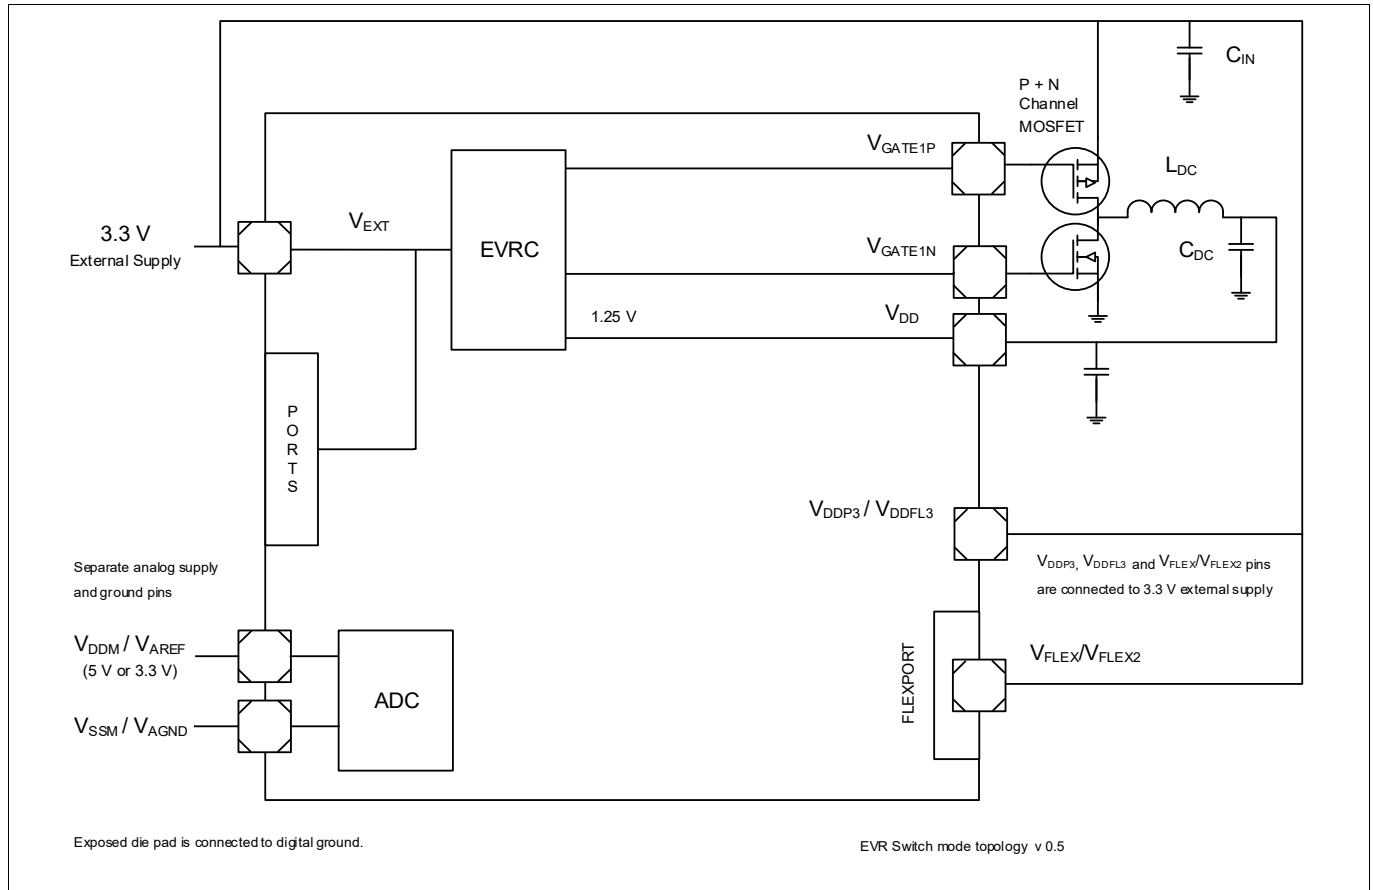 C_IN
P + N
Channel
MOSFET
V_GATE1P
L_DC
V_EXT
3.3 V
External Supply
EVRC
V_GATE1N
C_DC
1.25 V
V_DD
PORTS
V_DDP3 / V_DDFL3
Separate analog supply
and ground pins
V_DDP3, V_DDFL3 and V_FLEX/V_FLEX2 pins
are connected to 3.3 V external supply
V_DDM / V_AREF
(5 V or 3.3 V)
V_FLEX/V_FLEX2
FLEXPORT
ADC
V_SSM / V_AGND
Exposed die pad is connected to digital ground.
EVR Switch mode topology v 0.5